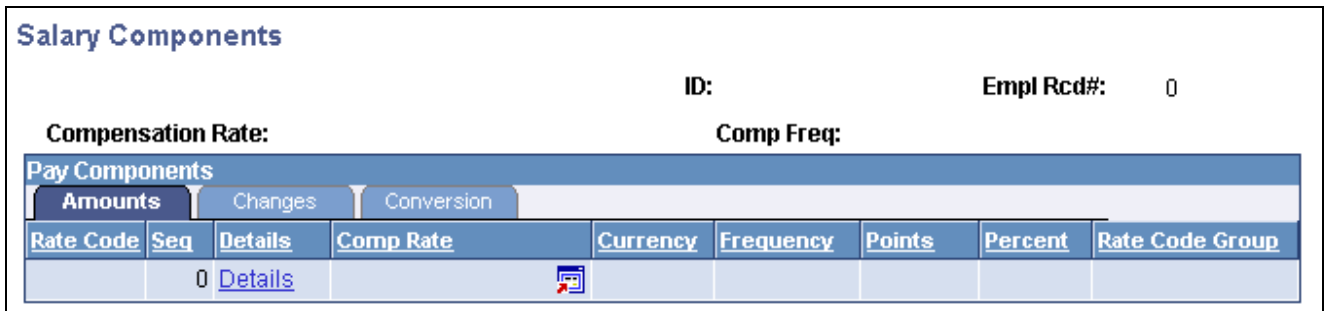 Salary Components
ID: Empl Rcd#: 0
Compensation Rate: Comp Freq:
Pay Components
Amounts Changes Conversion
Rate Code Seq Details Comp Rate Currency Frequency Points Percent Rate Code Group
0 Details